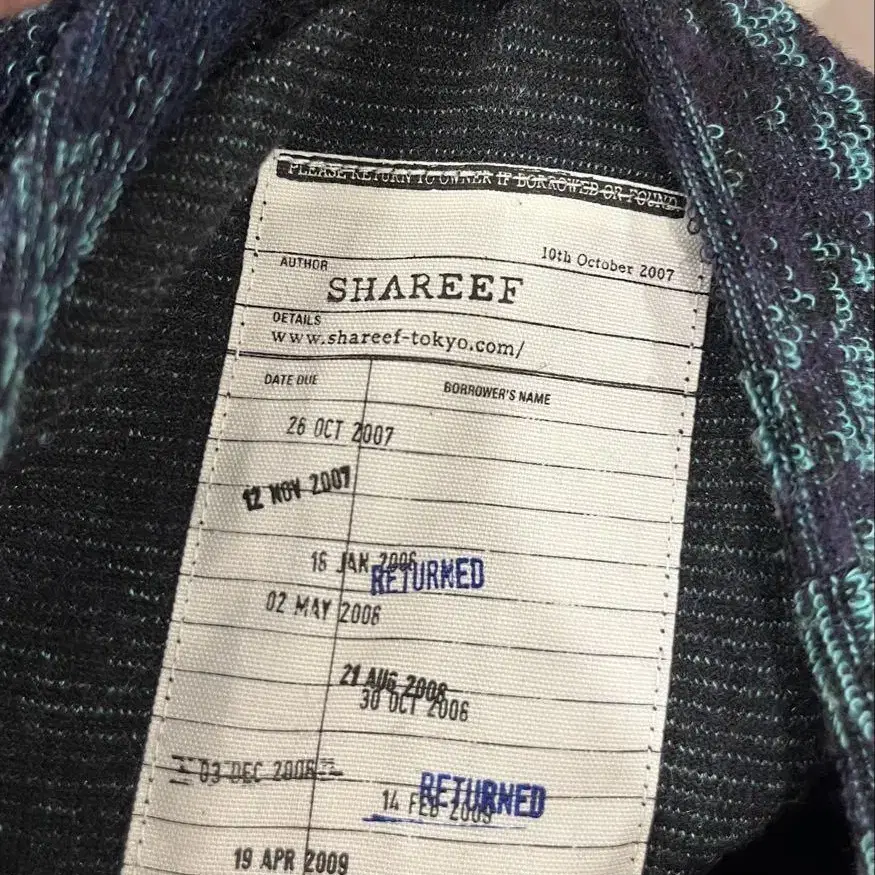 PLEASE RETURN TO OWNER IF BORROWED OR FOUND
10th October 2007
AUTHOR
SHAREEF
DETAILS
www.shareef-tokyo.com/
DATE DUE BORROWER'S NAME
26 OCT 2007
12 NOV 2007
16 JAN 2006
RETURNED
02 MAY 2006
21 AUG 2008
30 OCT 2006
03 DEC 2008
RETURNED
14 FEB 2009
19 APR 2009